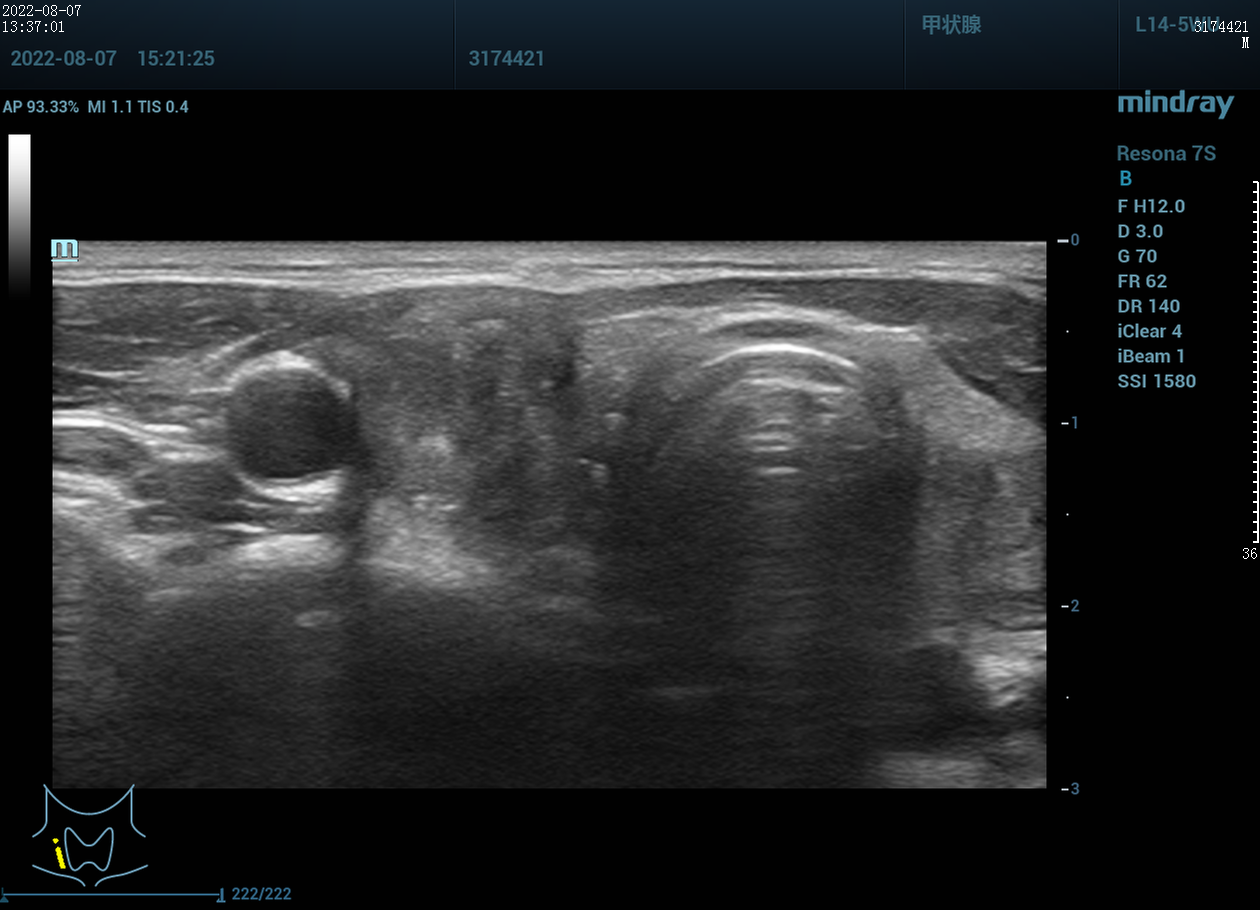 2022-08-07
13:37:01
甲状腺
3174421
M
2022-08-07 15:21:25
3174421
AP 93.33% MI 1.1 TIS 0.4
mindray
Resona 7S
B
F H12.0
D 3.0
G 70
FR 62
DR 140
iClear 4
iBeam 1
SSI 1580
m
0
1
2
3
36
i
222/222